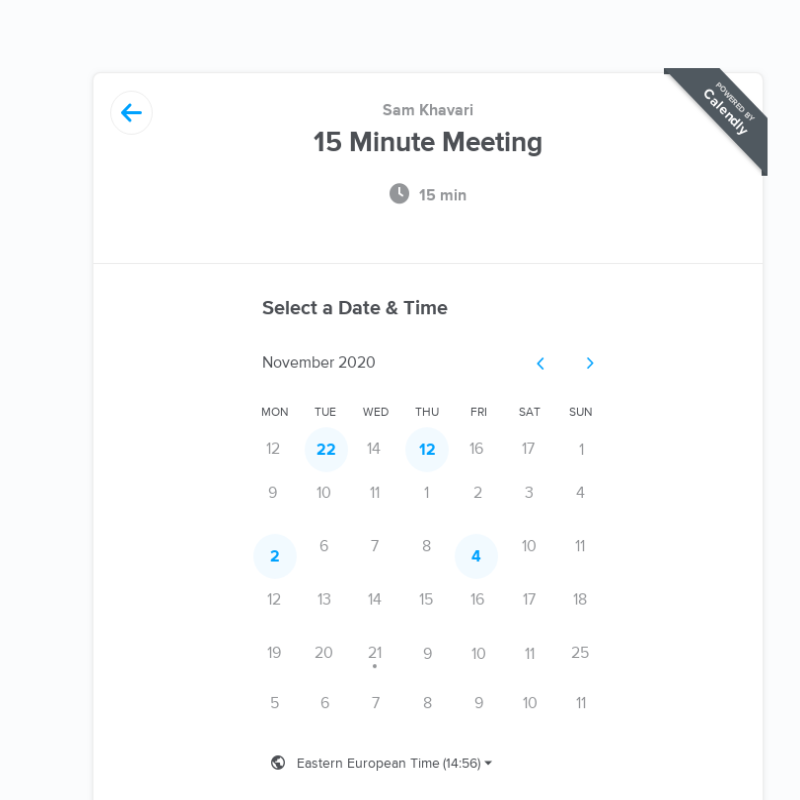 POWERED BY
Calendly
Sam Khavari
15 Minute Meeting
15 min
Select a Date & Time
November 2020
MON TUE WED THU FRI SAT SUN
12 22 14 12 16 17 1
9 10 11 1 2 3 4
2 6 7 8 4 10 11
12 13 14 15 16 17 18
19 20 21 9 10 11 25
5 6 7 8 9 10 11
Eastern European Time (14:56)